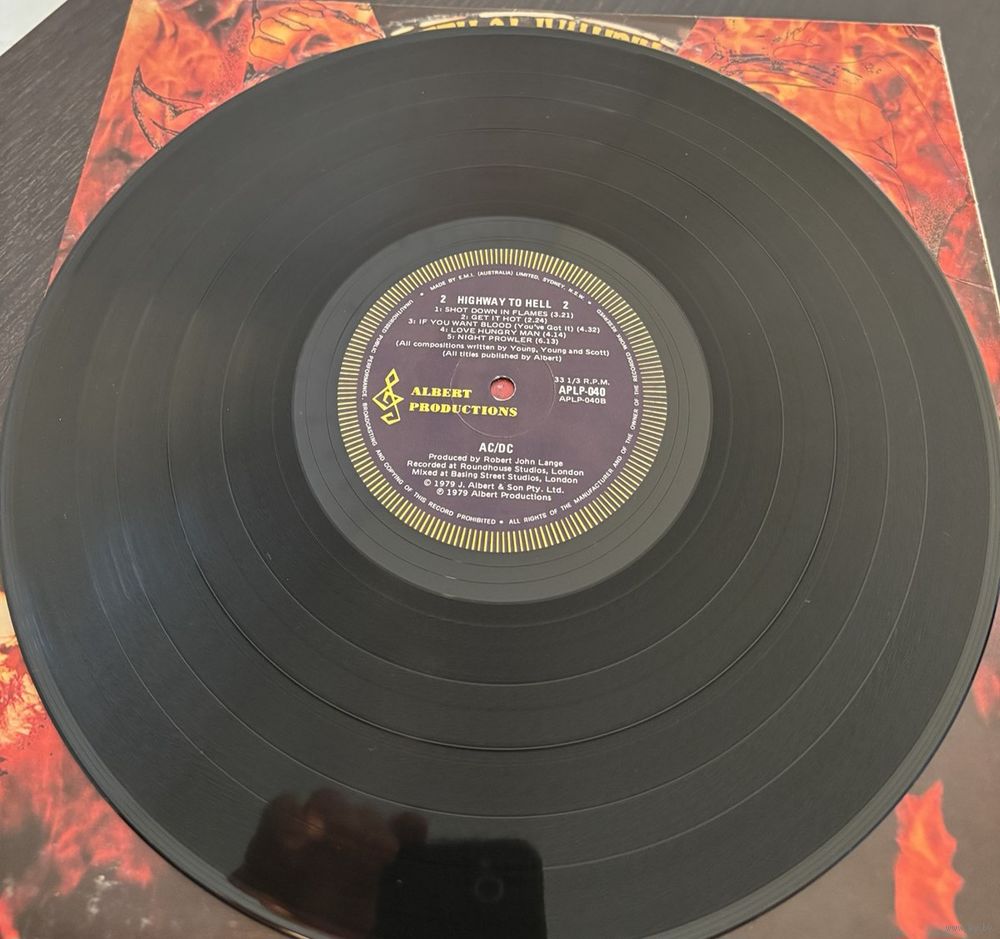 MADE BY E.M.I. (AUSTRALIA) LIMITED, SYDNEY, N.S.W.
2 HIGHWAY TO HELL 2
1: SHOT DOWN IN FLAMES (3.21)
2: GET IT HOT (2.24)
3: IF YOU WANT BLOOD (You've Got It) (4.32)
4: LOVE HUNGRY MAN (4.14)
5: NIGHT PROWLER (6.13)
(All compositions written by Young, Young and Scott)
(All titles published by Albert)
ALBERT
PRODUCTIONS
33 1/3 R.P.M.
APLP-040
APLP-040B
AC/DC
Produced by Robert John Lange
Recorded at Roundhouse Studios, London
Mixed at Basing Street Studios, London
© 1979 J. Albert & Son Pty. Ltd.
℗ 1979 Albert Productions
UNAUTHORISED PUBLIC PERFORMANCE, BROADCASTING AND COPYING OF THIS RECORD PROHIBITED ★ ALL RIGHTS OF THE MANUFACTURER AND OF THE OWNER OF THE RECORDED WORK RESERVED